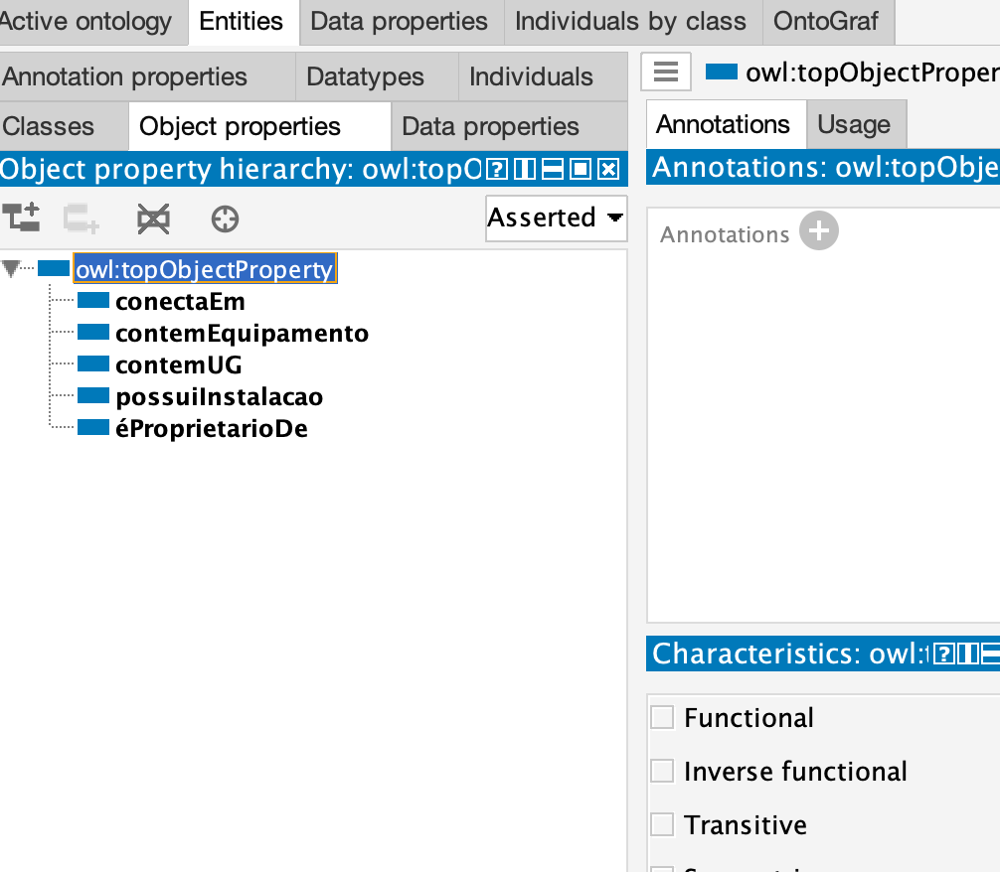 Active ontology Entities Data properties Individuals by class OntoGraf
Annotation properties Datatypes Individuals
Classes Object properties Data properties
Object property hierarchy: owl:topO
Asserted
owl:topObjectProperty
conectaEm
contemEquipamento
contemUG
possuiInstalacao
éProprietarioDe
owl:topObjectProper
Annotations Usage
Annotations: owl:topObje
Annotations
Characteristics: owl:t
Functional
Inverse functional
Transitive